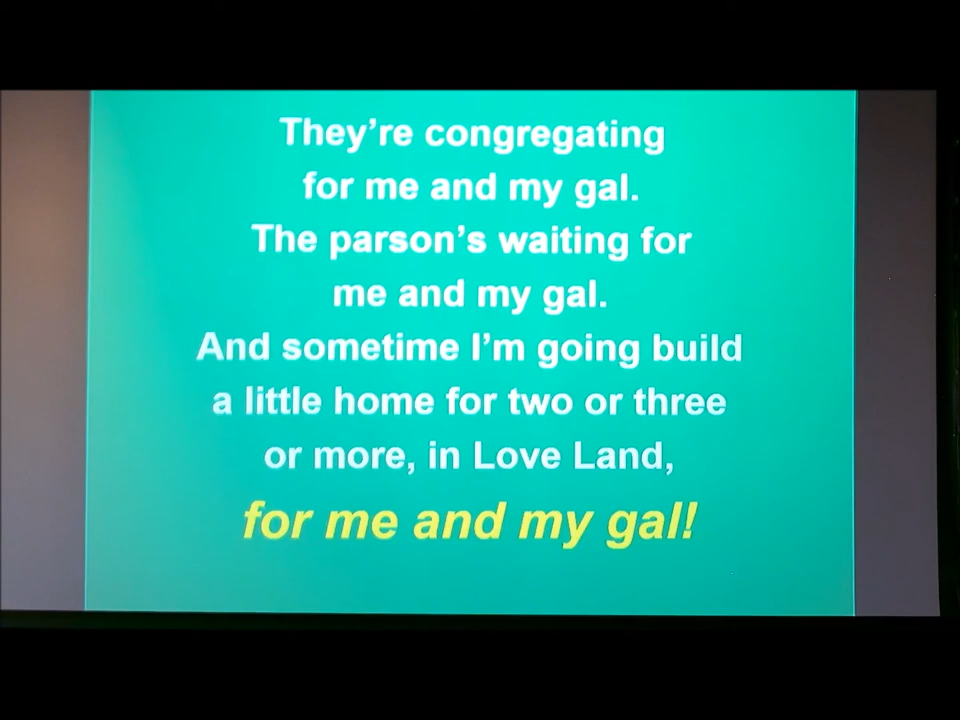 They're congregating
for me and my gal.
The parson's waiting for
me and my gal.
And sometime I'm going build
a little home for two or three
or more, in Love Land,
for me and my gal!